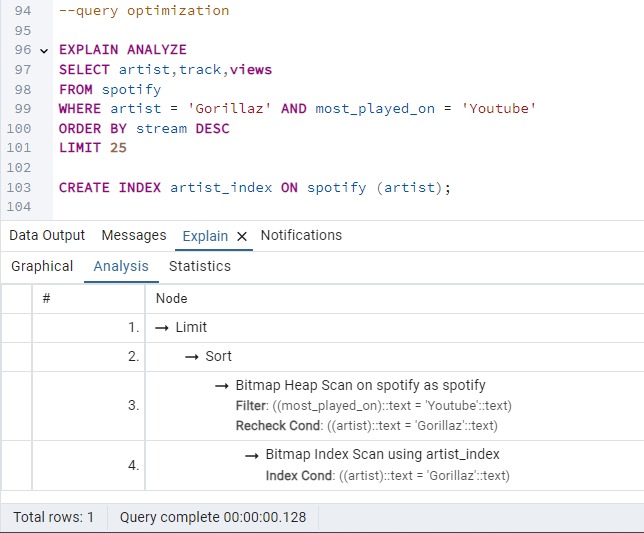 94 --query optimization
95
96 EXPLAIN ANALYZE
97 SELECT artist,track,views
98 FROM spotify
99 WHERE artist = 'Gorillaz' AND most_played_on = 'Youtube'
100 ORDER BY stream DESC
101 LIMIT 25
102
103 CREATE INDEX artist_index ON spotify (artist);
104
Data Output Messages Explain X Notifications
Graphical Analysis Statistics
# Node
1. → Limit
2. → Sort
3. → Bitmap Heap Scan on spotify as spotify
Filter: ((most_played_on)::text = 'Youtube'::text)
Recheck Cond: ((artist)::text = 'Gorillaz'::text)
4. → Bitmap Index Scan using artist_index
Index Cond: ((artist)::text = 'Gorillaz'::text)
Total rows: 1 Query complete 00:00:00.128